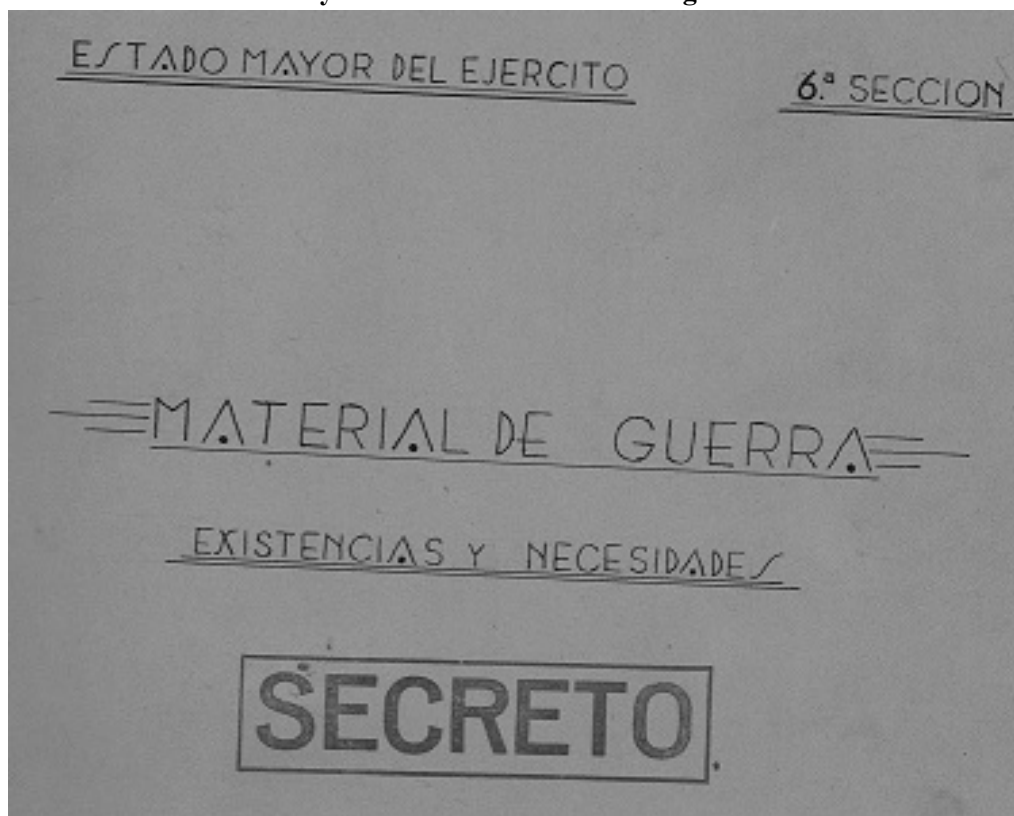 ESTADO MAYOR DEL EJERCITO
6.ª SECCION
MATERIAL DE GUERRA
EXISTENCIAS Y NECESIDADES
SECRETO